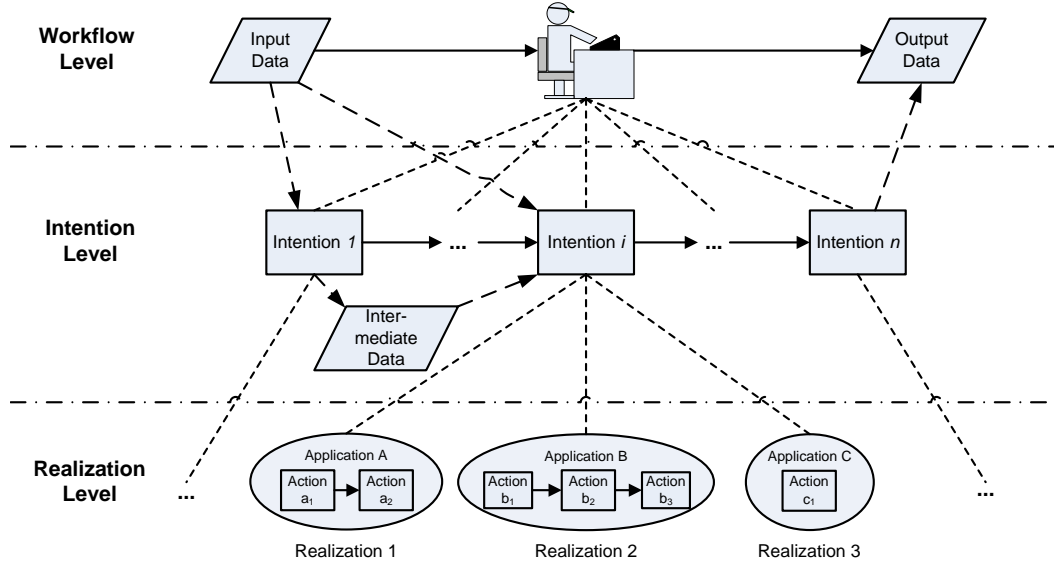 Workflow
Level
Input
Data
Output
Data
Intention
Level
Intention 1
...
Intention i
...
Intention n
Inter-
mediate
Data
Realization
Level
...
Application A
Action
a1
Action
a2
Realization 1
Application B
Action
b1
Action
b2
Action
b3
Realization 2
Application C
Action
c1
Realization 3
...